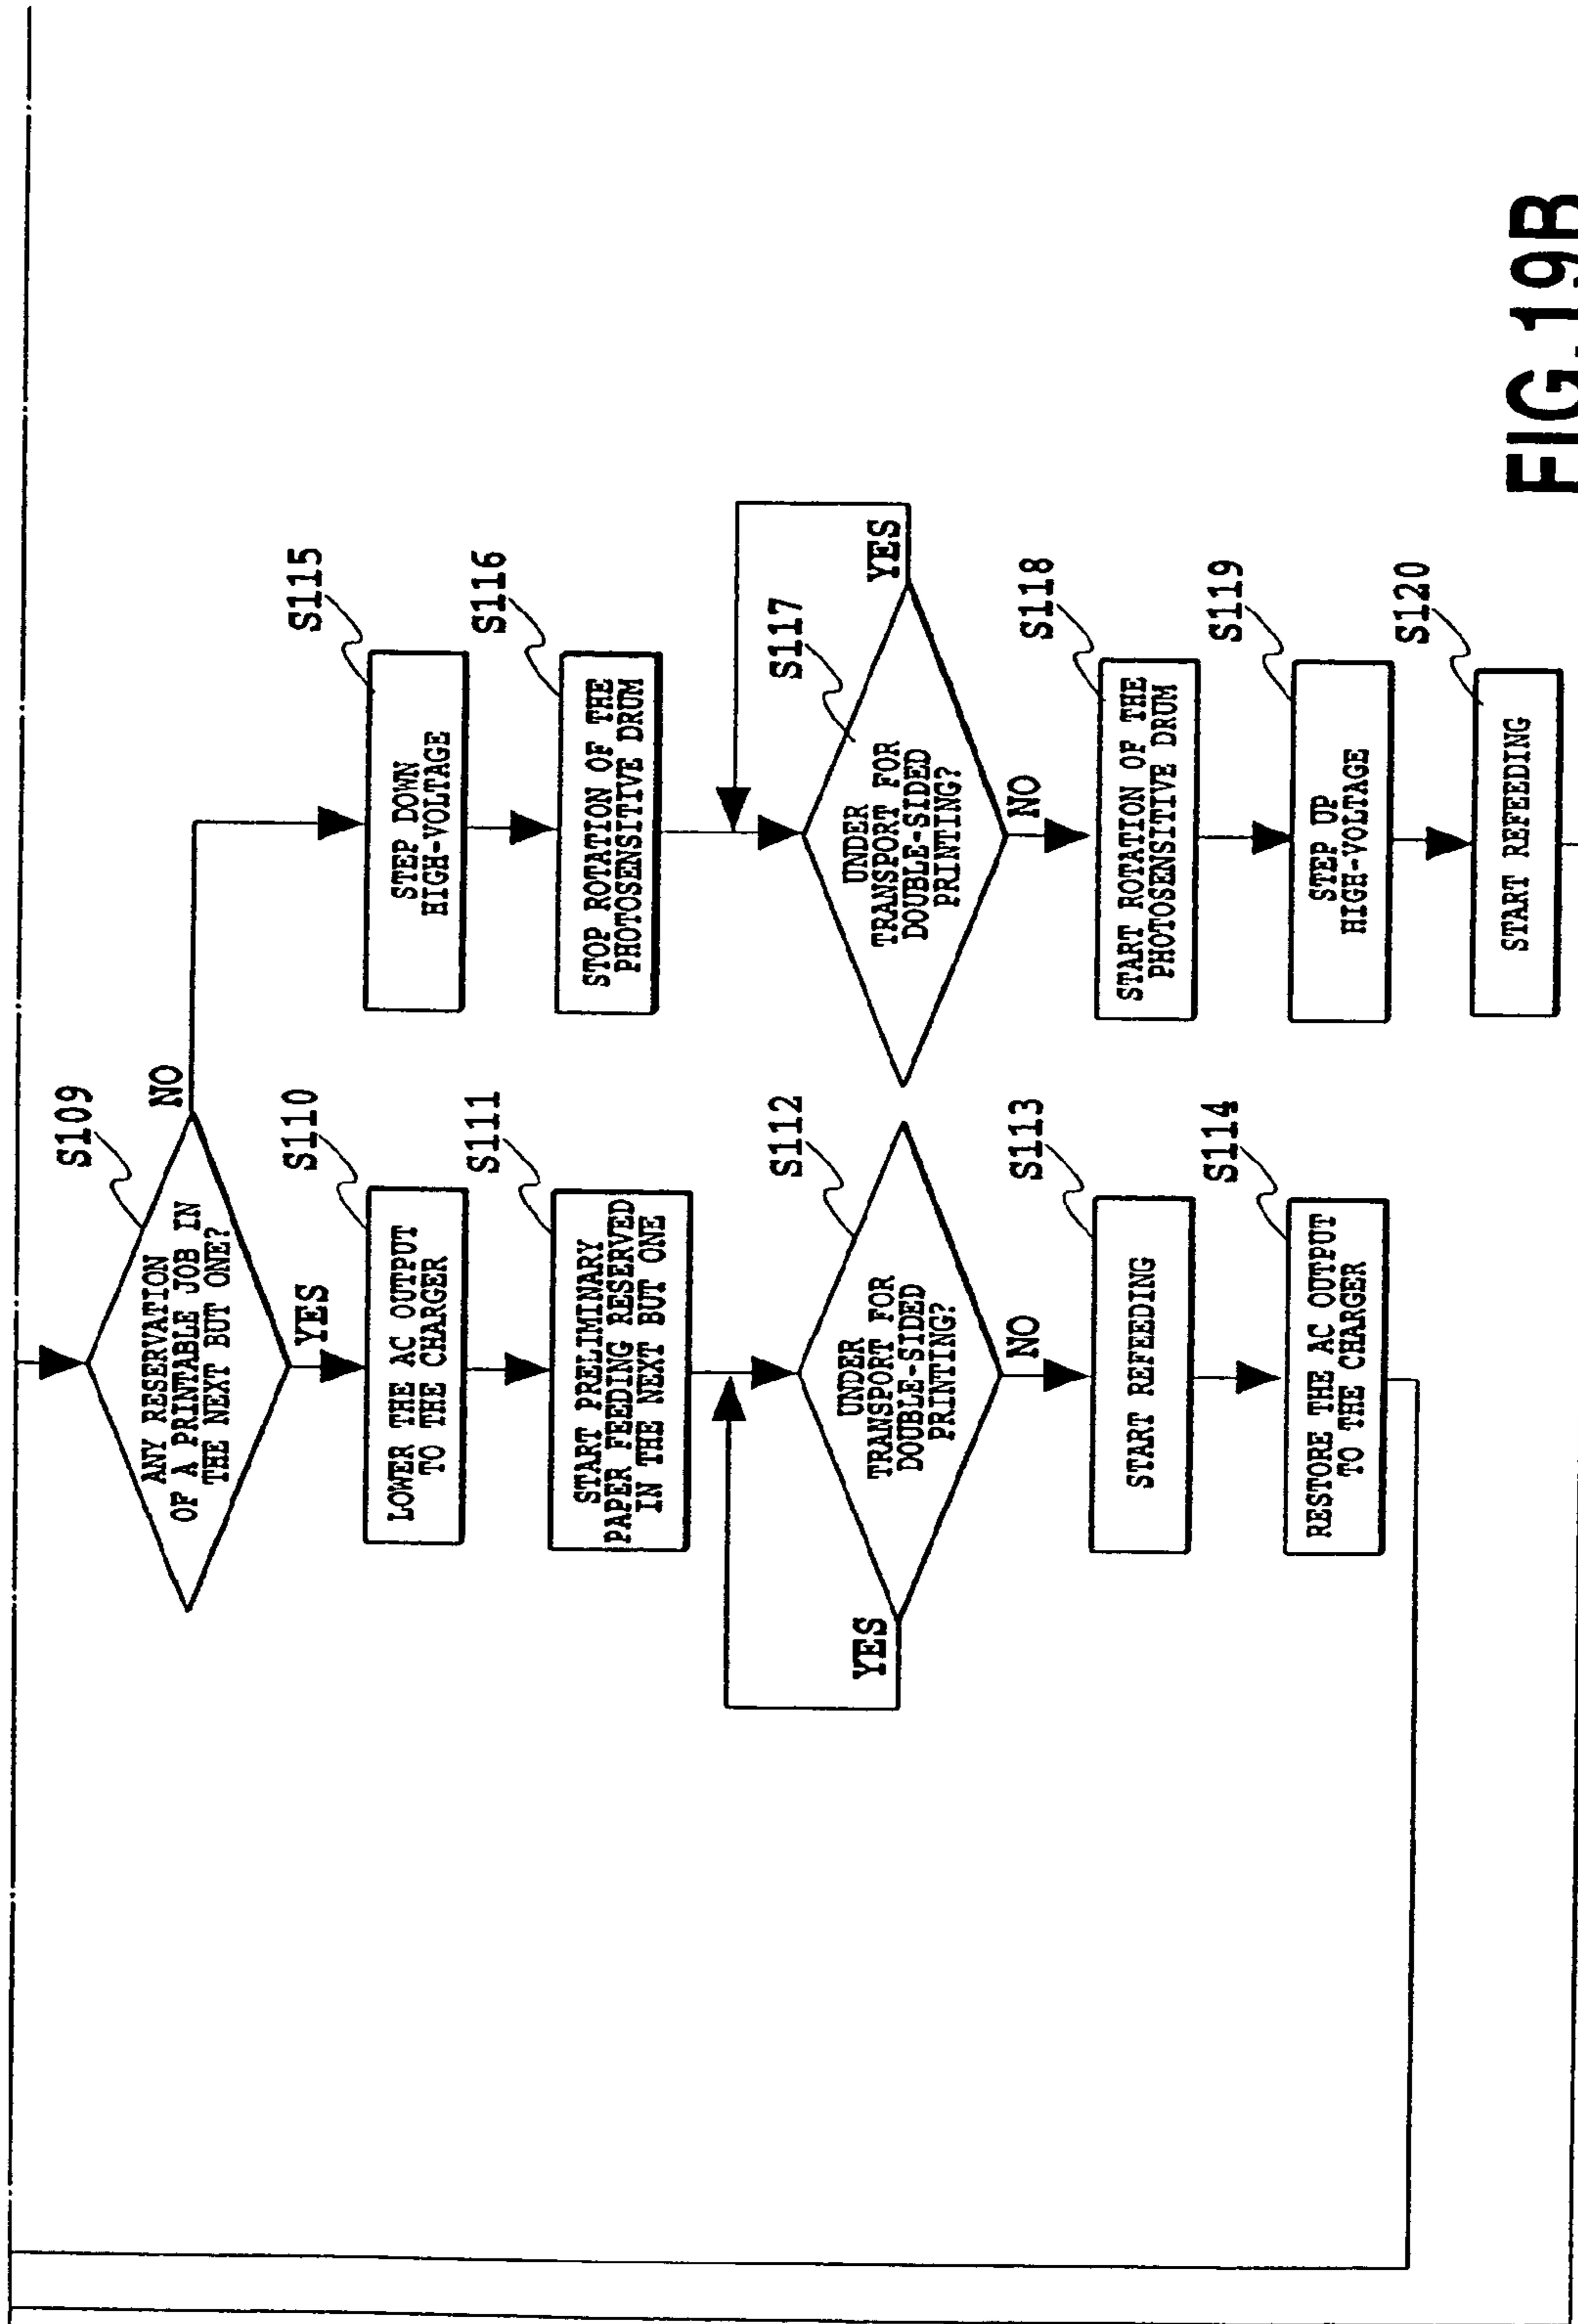 S109
ANY RESERVATION
OF A PRINTABLE JOB IN
THE NEXT BUT ONE?
NO
YES
S110
LOWER THE AC OUTPUT
TO THE CHARGER
S111
START PRELIMINARY
PAPER FEEDING RESERVED
IN THE NEXT BUT ONE
S112
UNDER
TRANSPORT FOR
DOUBLE-SIDED
PRINTING?
YES
NO
S113
START REFEEDING
S114
RESTORE THE AC OUTPUT
TO THE CHARGER
S115
STEP DOWN
HIGH-VOLTAGE
S116
STOP ROTATION OF THE
PHOTOSENSITIVE DRUM
S117
UNDER
TRANSPORT FOR
DOUBLE-SIDED
PRINTING?
YES
NO
S118
START ROTATION OF THE
PHOTOSENSITIVE DRUM
S119
STEP UP
HIGH-VOLTAGE
S120
START REFEEDING
FIG.19B